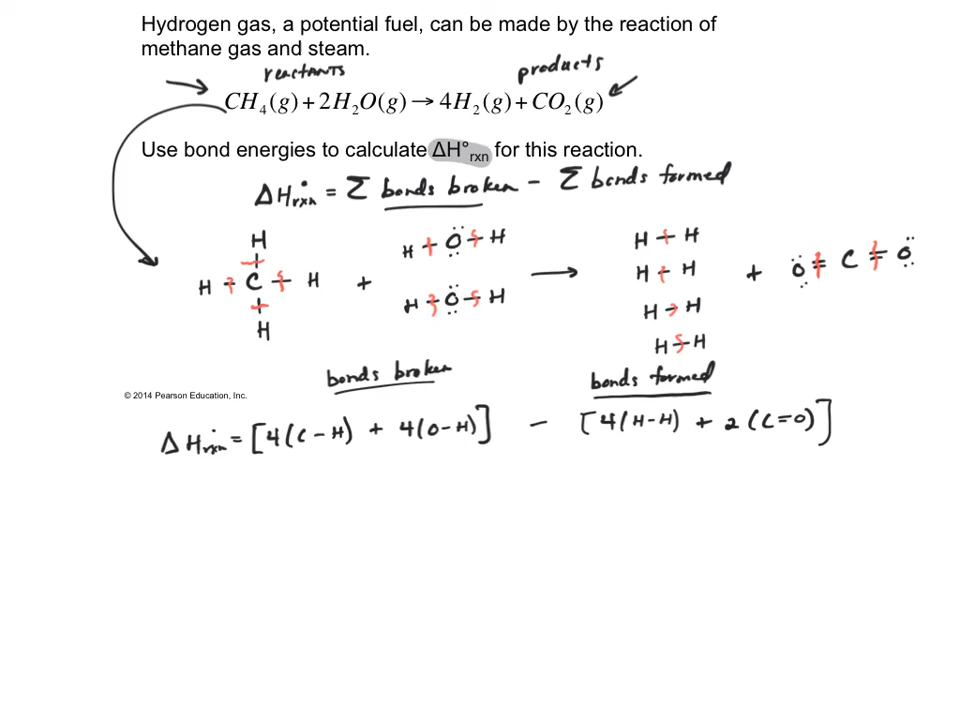 Hydrogen gas, a potential fuel, can be made by the reaction of
methane gas and steam.
reactants products
CH₄(g) + 2H₂O(g) → 4H₂(g) + CO₂(g)
Use bond energies to calculate ΔH°rxn for this reaction.
ΔH°rxn = Σ bonds broken − Σ bonds formed
H
H - C - H
H
+
H - O - H
H - O - H
→
H - H
H - H
H - H
H - H
+
O = C = O
bonds broken bonds formed
© 2014 Pearson Education, Inc.
ΔH°rxn = [4(C-H) + 4(O-H)] − [4(H-H) + 2(C=O)]